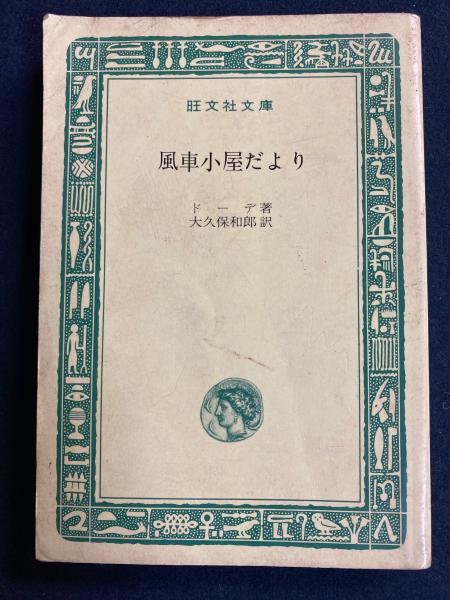 旺文社文庫
風車小屋だより
ドーデ著
大久保和郎訳